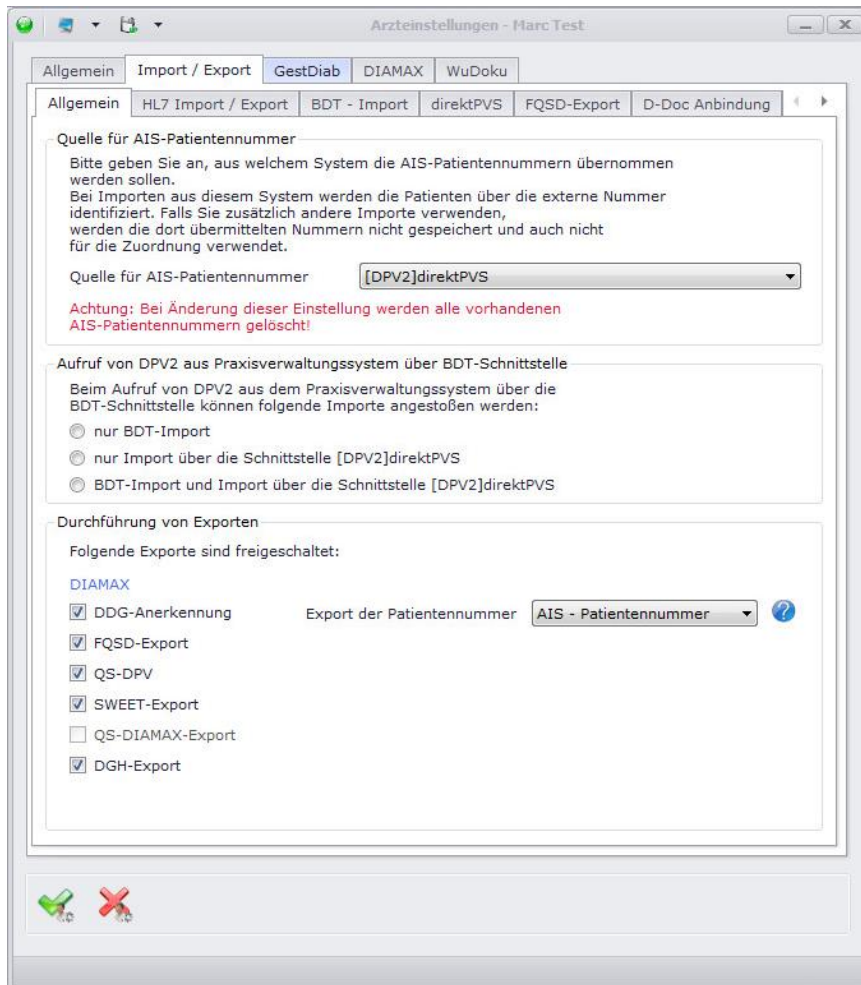 Arzteinstellungen - Marc Test
Allgemein
Import / Export
GestDiab
DIAMAX
WuDoku
Allgemein
HL7 Import / Export
BDT - Import
direktPVS
FQSD-Export
D-Doc Anbindung
Quelle für AIS-Patientennummer
Bitte geben Sie an, aus welchem System die AIS-Patientennummern übernommen
werden sollen.
Bei Importen aus diesem System werden die Patienten über die externe Nummer
identifiziert. Falls Sie zusätzlich andere Importe verwenden,
werden die dort übermittelten Nummern nicht gespeichert und auch nicht
für die Zuordnung verwendet.
Quelle für AIS-Patientennummer
[DPV2]direktPVS
Achtung: Bei Änderung dieser Einstellung werden alle vorhandenen
AIS-Patientennummern gelöscht!
Aufruf von DPV2 aus Praxisverwaltungssystem über BDT-Schnittstelle
Beim Aufruf von DPV2 aus dem Praxisverwaltungssystem über die
BDT-Schnittstelle können folgende Importe angestoßen werden:
nur BDT-Import
nur Import über die Schnittstelle [DPV2]direktPVS
BDT-Import und Import über die Schnittstelle [DPV2]direktPVS
Durchführung von Exporten
Folgende Exporte sind freigeschaltet:
DIAMAX
DDG-Anerkennung
Export der Patientennummer
AIS - Patientennummer
?
FQSD-Export
QS-DPV
SWEET-Export
QS-DIAMAX-Export
DGH-Export